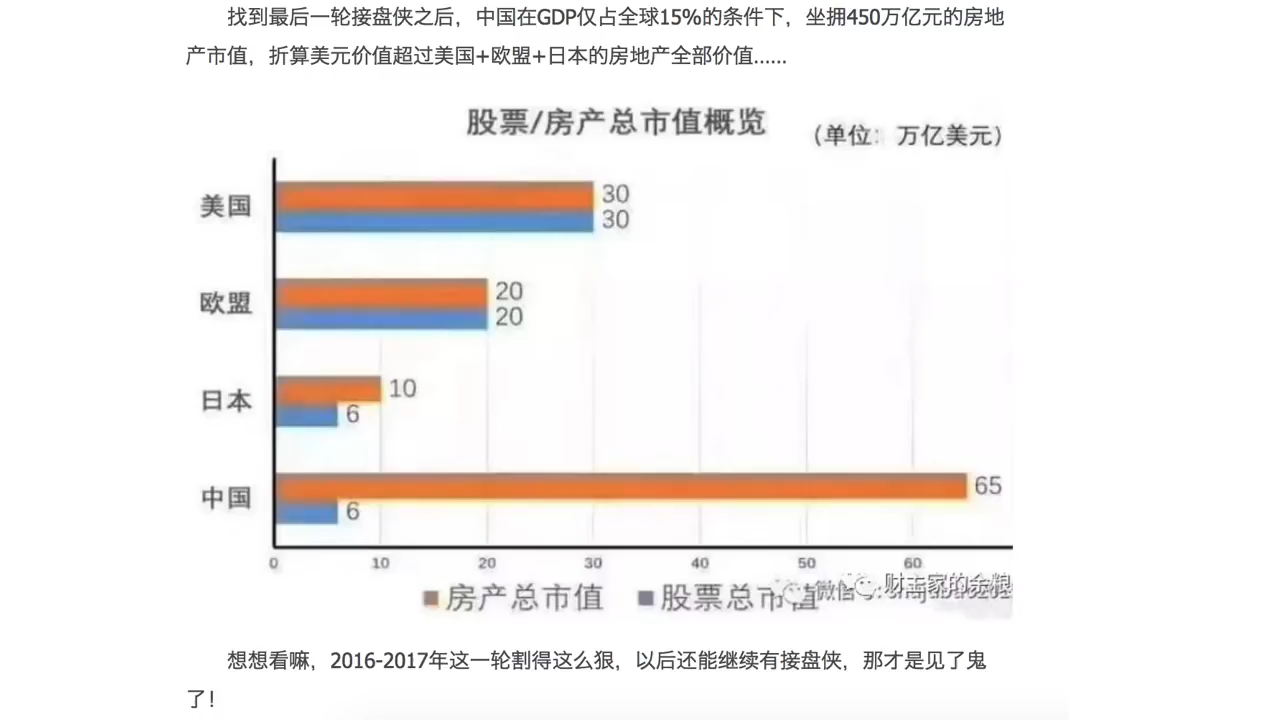 找到最后一轮接盘侠之后，中国在GDP仅占全球15%的条件下，坐拥450万亿元的房地
产市值，折算美元价值超过美国+欧盟+日本的房地产全部价值......
股票/房产总市值概览
（单位：万亿美元）
美国
30
30
欧盟
20
20
日本
10
6
中国
65
6
0 10 20 30 40 50 60
房产总市值 股票总市值
财主家的余粮
想想看嘛，2016-2017年这一轮割得这么狠，以后还能继续有接盘侠，那才是见了鬼
了！